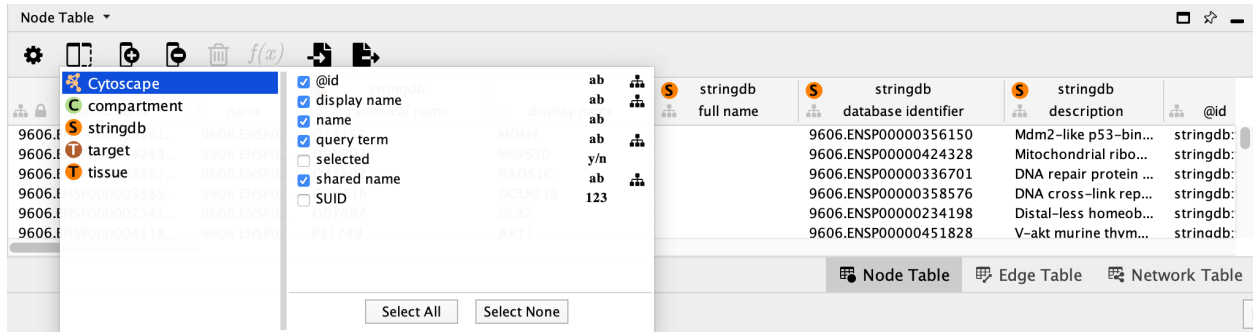 Node Table
f(x)
Cytoscape
compartment
stringdb
target
tissue
@id ab
display name ab
name ab
query term ab
selected y/n
shared name ab
SUID 123
Select All Select None
stringdb stringdb stringdb
full name database identifier description @id
9606.ENSP00000356150 Mdm2-like p53-bin... stringdb:
9606.ENSP00000424328 Mitochondrial ribo... stringdb:
9606.ENSP00000336701 DNA repair protein ... stringdb:
9606.ENSP00000358576 DNA cross-link rep... stringdb:
9606.ENSP00000234198 Distal-less homeob... stringdb:
9606.ENSP00000451828 V-akt murine thym... stringdb:
Node Table Edge Table Network Table